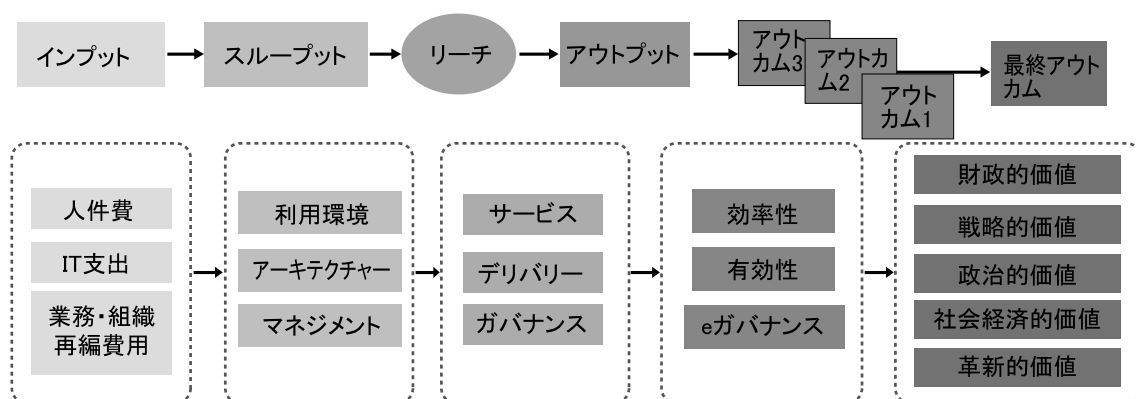 インプット
スループット
リーチ
アウトプット
アウト
カム3
アウトカ
ム2
アウト
カム1
最終アウト
カム
人件費
IT支出
業務・組織
再編費用
利用環境
アーキテクチャー
マネジメント
サービス
デリバリー
ガバナンス
効率性
有効性
eガバナンス
財政的価値
戦略的価値
政治的価値
社会経済的価値
革新的価値